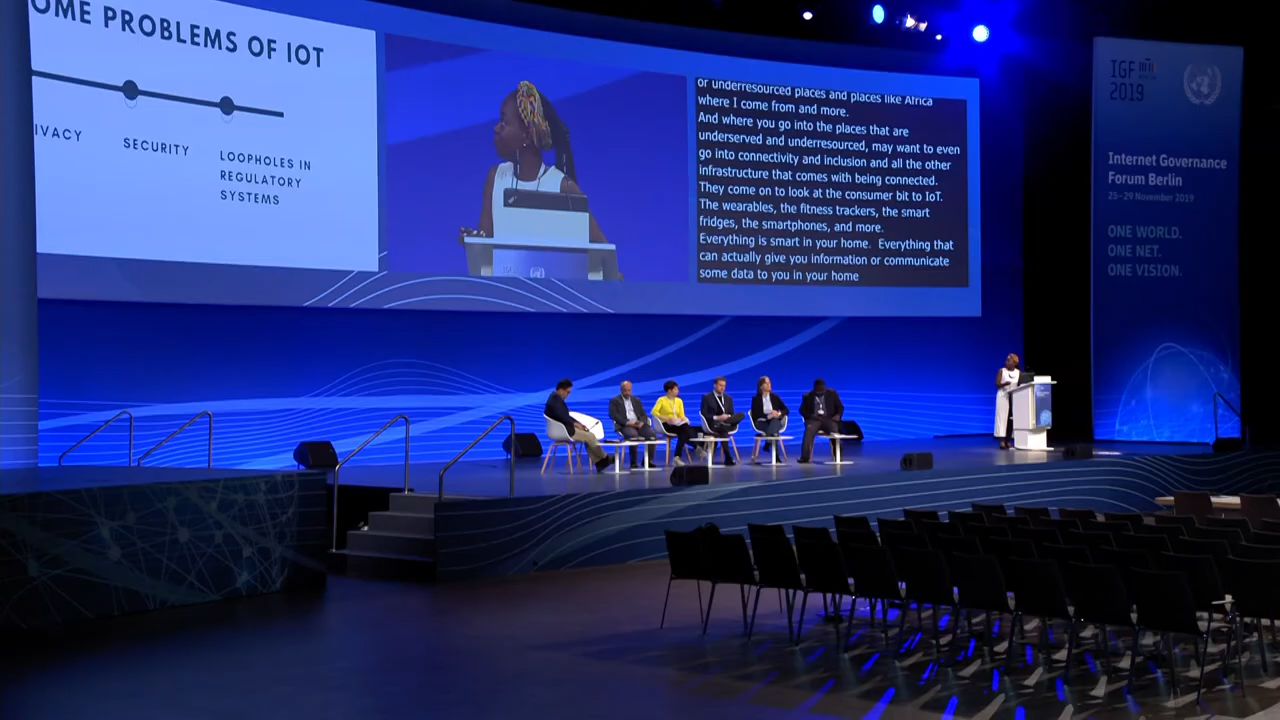 OME PROBLEMS OF IOT
IVACY
SECURITY
LOOPHOLES IN
REGULATORY
SYSTEMS
or underresourced places and places like Africa
where I come from and more.
And where you go into the places that are
underserved and underresourced, may want to even
go into connectivity and inclusion and all the other
infrastructure that comes with being connected.
They come on to look at the consumer bit to IoT.
The wearables, the fitness trackers, the smart
fridges, the smartphones, and more.
Everything is smart in your home. Everything that
can actually give you information or communicate
some data to you in your home
IGF
2019
Internet Governance
Forum Berlin
25–29 November 2019
ONE WORLD.
ONE NET.
ONE VISION.